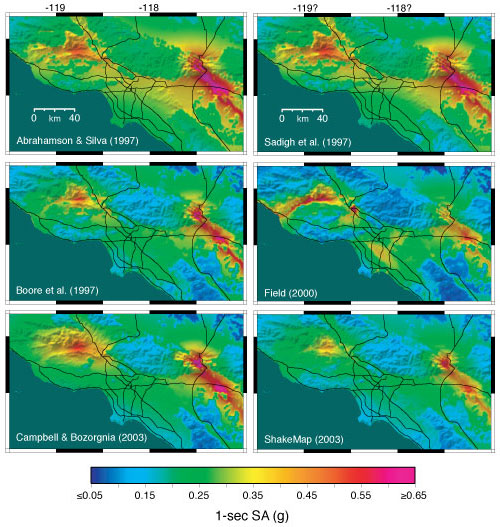 -119 -118 -119? -118?
0 40
km
Abrahamson & Silva (1997)
0 40
km
Sadigh et al. (1997)
Boore et al. (1997)
Field (2000)
Campbell & Bozorgnia (2003)
ShakeMap (2003)
≤0.05 0.15 0.25 0.35 0.45 0.55 ≥0.65
1-sec SA (g)